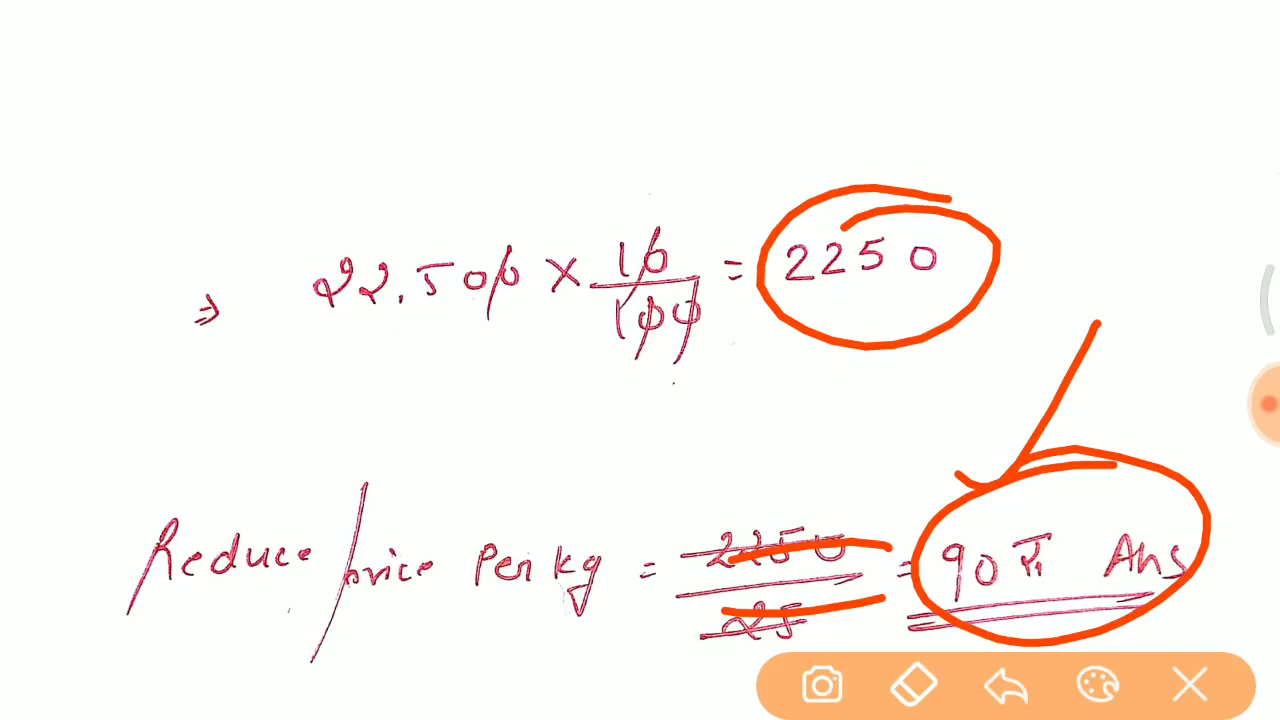 ⇒ 22.500 × 10/100 = 2250
Reduce price Per kg = 2250/25 = 90 रु Ans